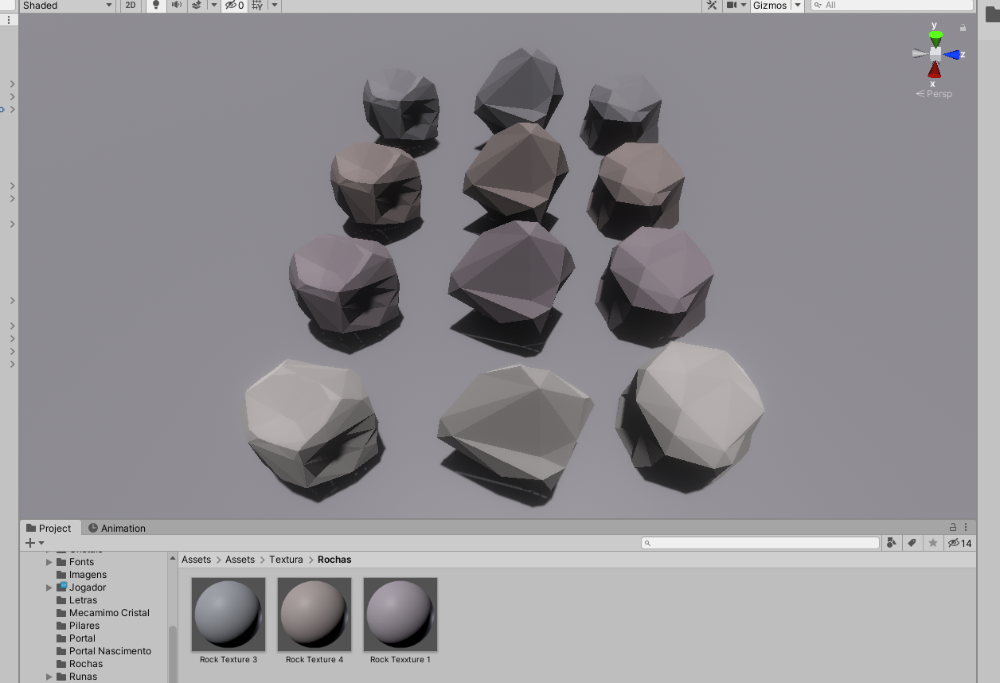 Shaded 2D 0 Gizmos All
y
z
x
Persp
Project Animation
14
Assets > Assets > Textura > Rochas
Fonts
Imagens
Jogador
Letras
Mecamimo Cristal
Pilares
Portal
Portal Nascimento
Rochas
Runas
Rock Texture 3 Rock Texture 4 Rock Texxture 1